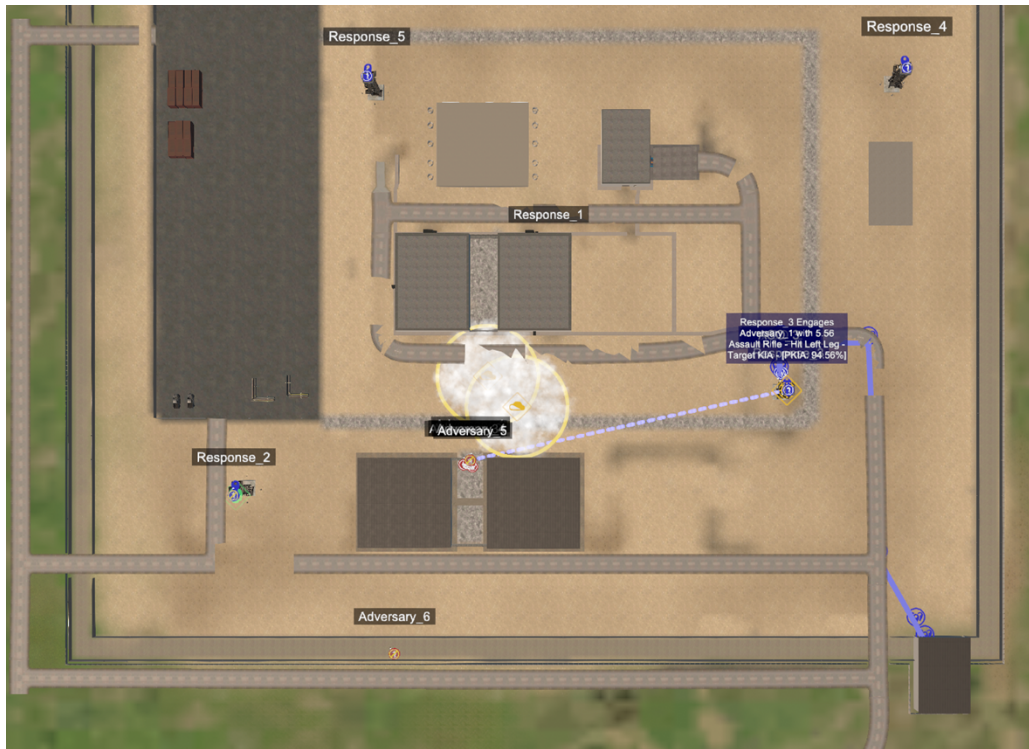 Response_5
Response_4
Response_1
Response_3 Engages
Adversary_1 with 5.56
Assault Rifle - Hit Left Leg -
Target KIA - [PKIA: 94.56%]
Adversary_5
Response_2
Adversary_6